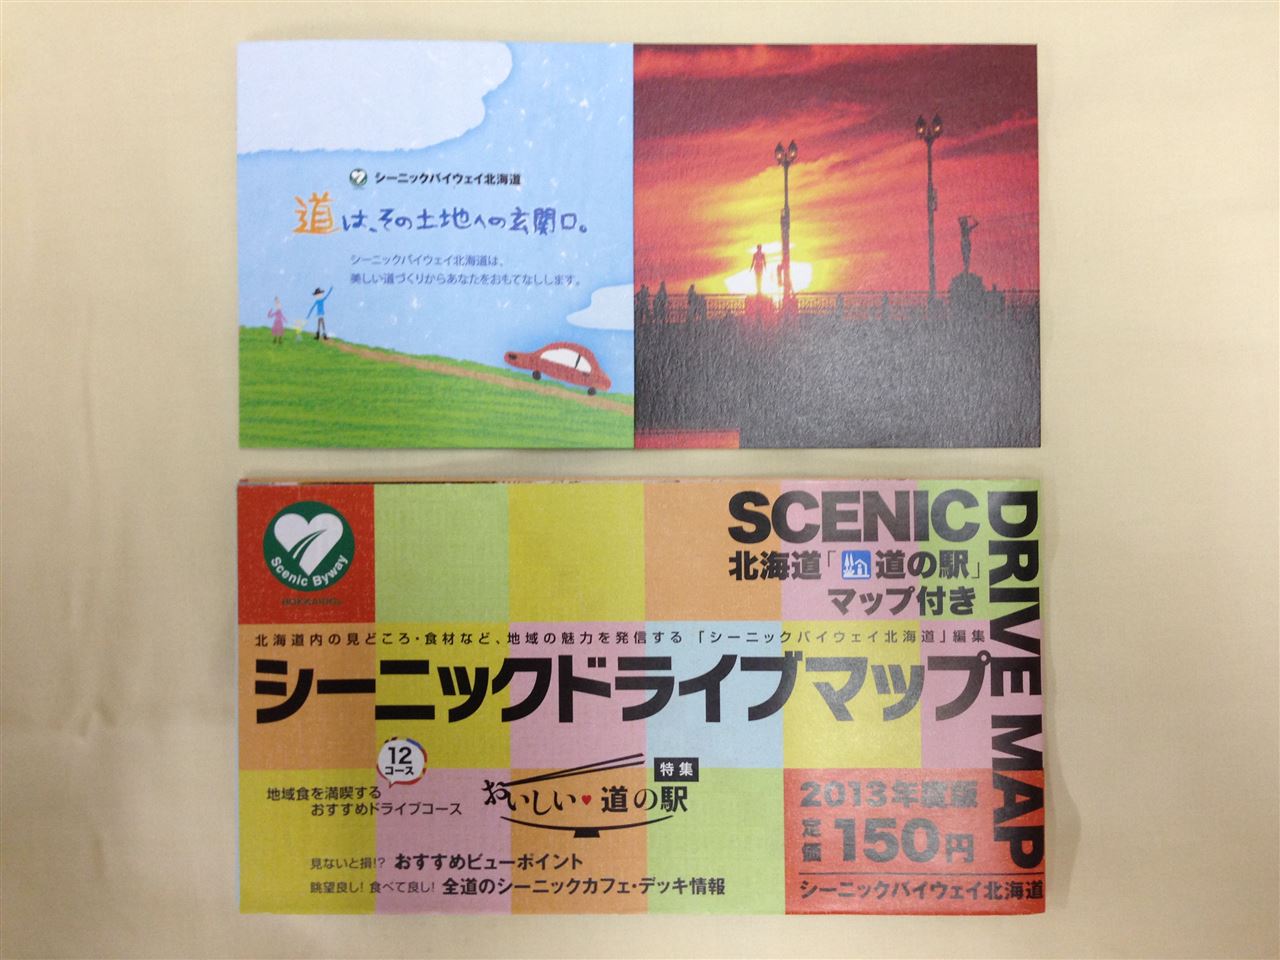 シーニックバイウェイ北海道
道は、その土地への玄関口。
シーニックバイウェイ北海道は、
美しい道づくりからあなたをおもてなしします。
Scenic Byway
HOKKAIDO
SCENIC
DRIVE MAP
北海道「道の駅」
マップ付き
北海道内の見どころ・食材など、地域の魅力を発信する「シーニックバイウェイ北海道」編集
シーニックドライブマップ
12
コース
地域食を満喫する
おすすめドライブコース
特集
おいしい♥道の駅
見ないと損!? おすすめビューポイント
眺望良し! 食べて良し! 全道のシーニックカフェ・デッキ情報
2013年度版
定価 150円
シーニックバイウェイ北海道